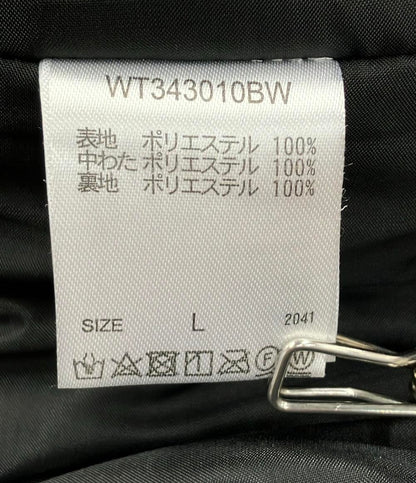 WT343010BW
表地 ポリエステル 100%
中わた ポリエステル 100%
裏地 ポリエステル 100%
SIZE L 2041
F W